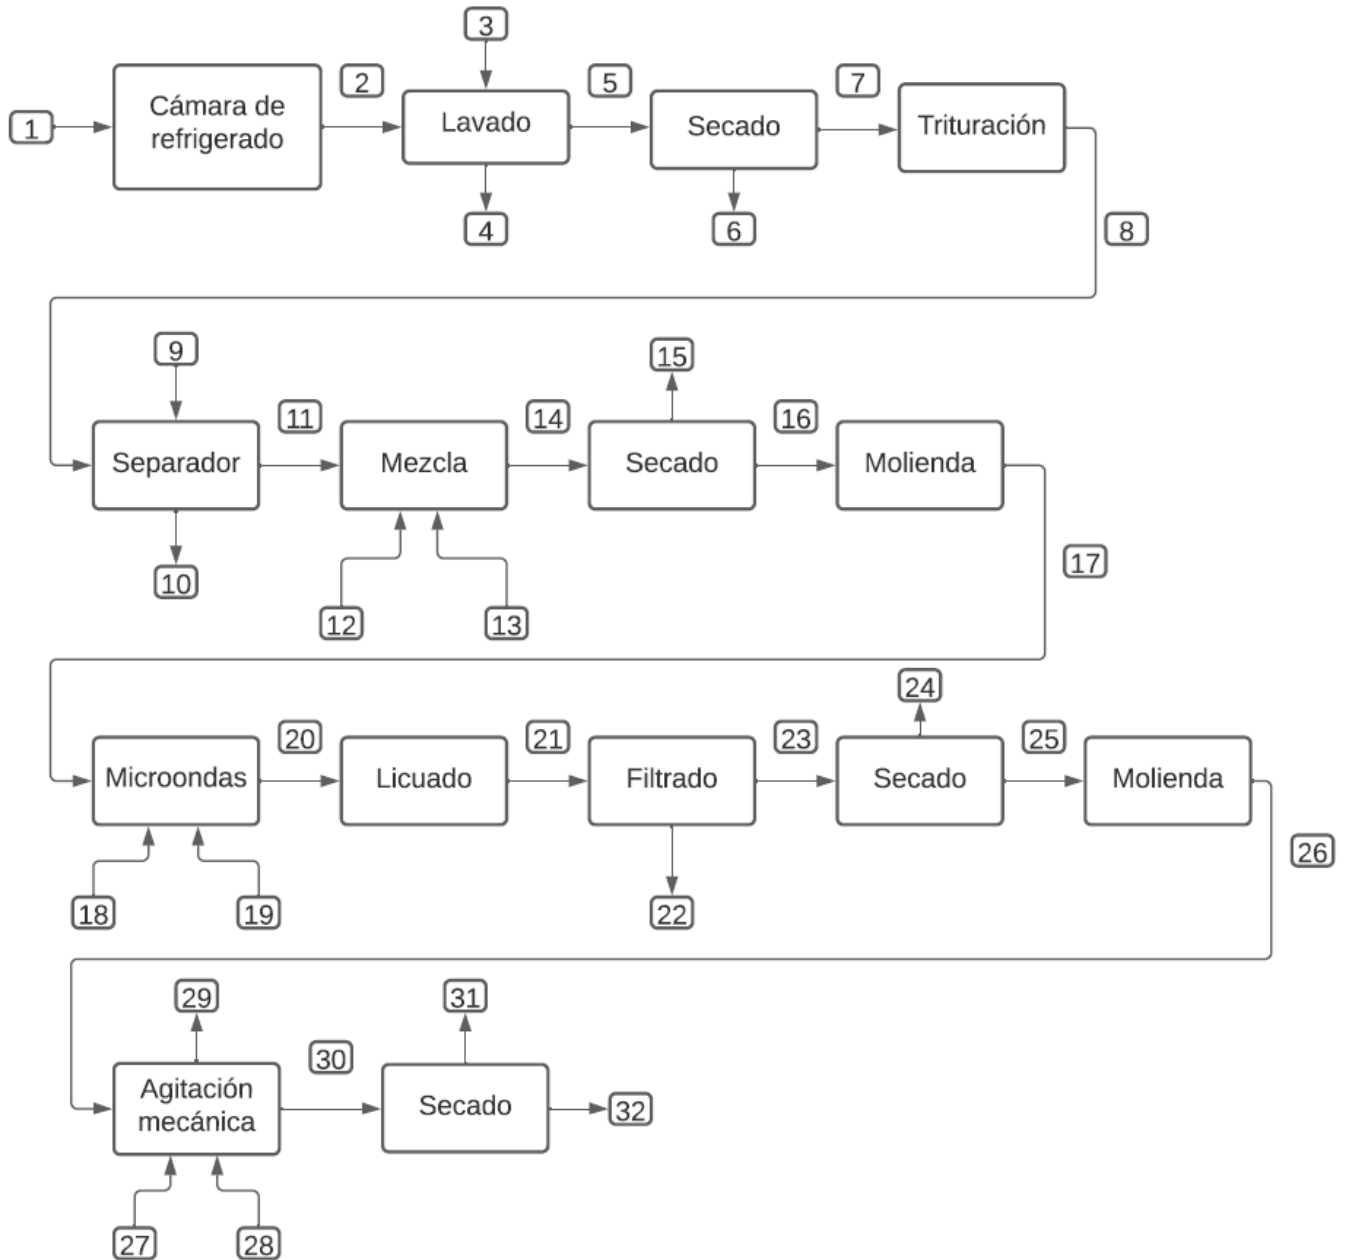 3
1
Cámara de
refrigerado
2
Lavado
5
Secado
7
Trituración
4
6
8
9
15
Separador
11
Mezcla
14
Secado
16
Molienda
10
12
13
17
24
Microondas
20
Licuado
21
Filtrado
23
Secado
25
Molienda
18
19
22
26
29
31
Agitación
mecánica
30
Secado
32
27
28